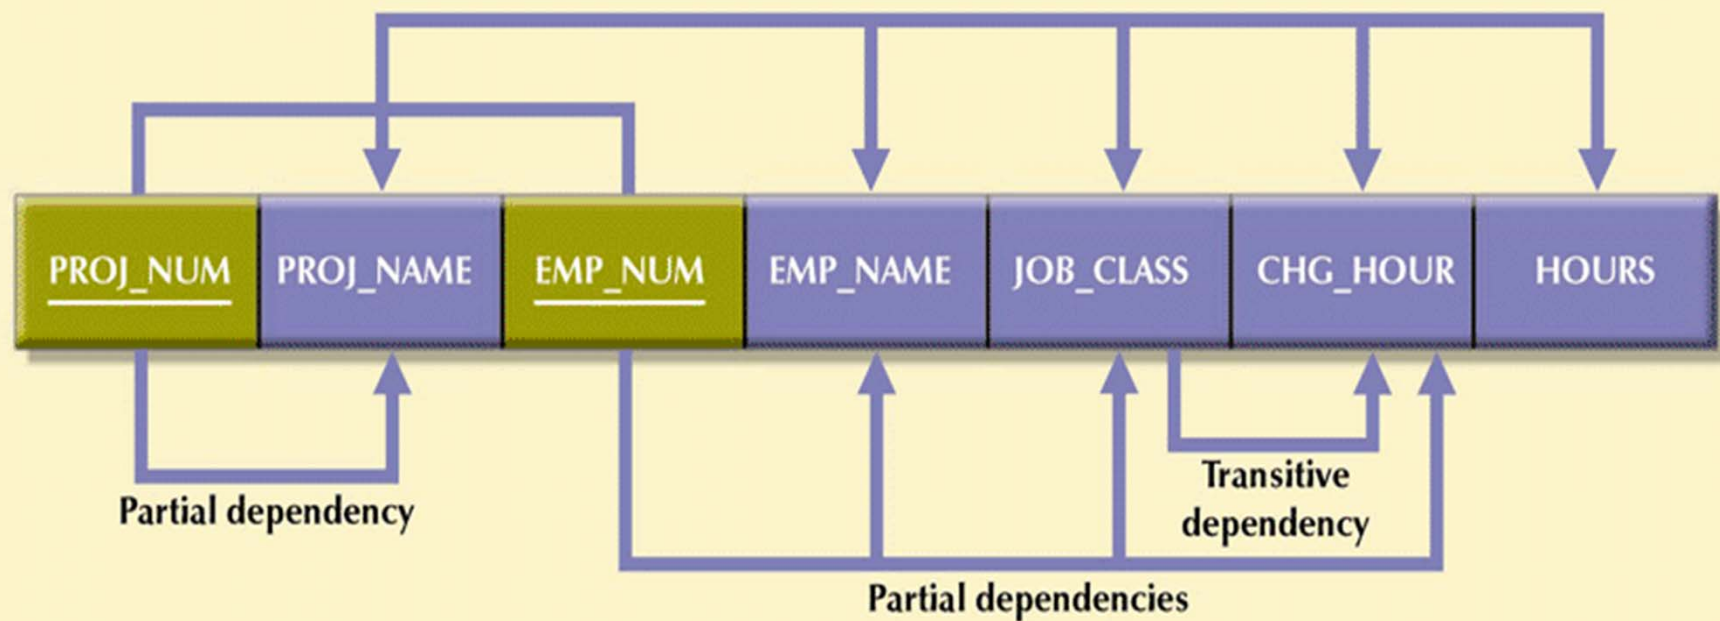 PROJ_NUM PROJ_NAME EMP_NUM EMP_NAME JOB_CLASS CHG_HOUR HOURS
Partial dependency
Transitive
dependency
Partial dependencies